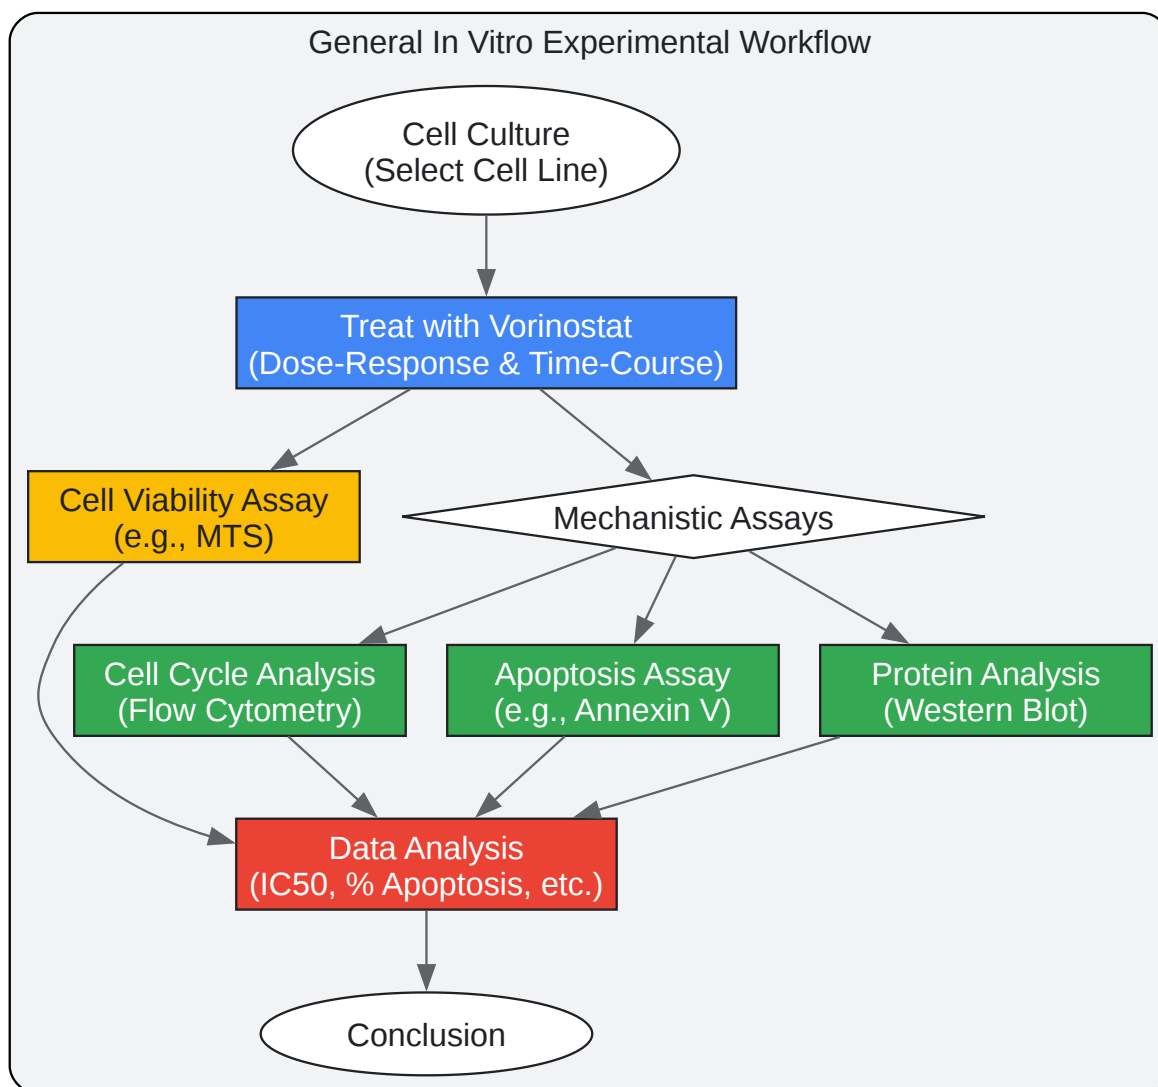 General In Vitro Experimental Workflow
Cell Culture
(Select Cell Line)
Treat with Vorinostat
(Dose-Response & Time-Course)
Cell Viability Assay
(e.g., MTS)
Mechanistic Assays
Cell Cycle Analysis
(Flow Cytometry)
Apoptosis Assay
(e.g., Annexin V)
Protein Analysis
(Western Blot)
Data Analysis
(IC50, % Apoptosis, etc.)
Conclusion